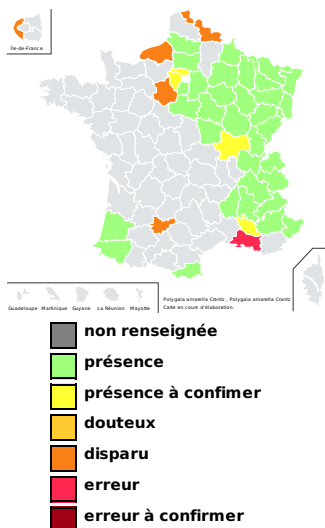 Île-de-France
Guadeloupe Martinique Guyane La Réunion Mayotte
Polygala amarella Crantz , Polygala amarella Crantz
Carte en cours d'élaboration.
non renseignée
présence
présence à confimer
douteux
disparu
erreur
erreur à confirmer